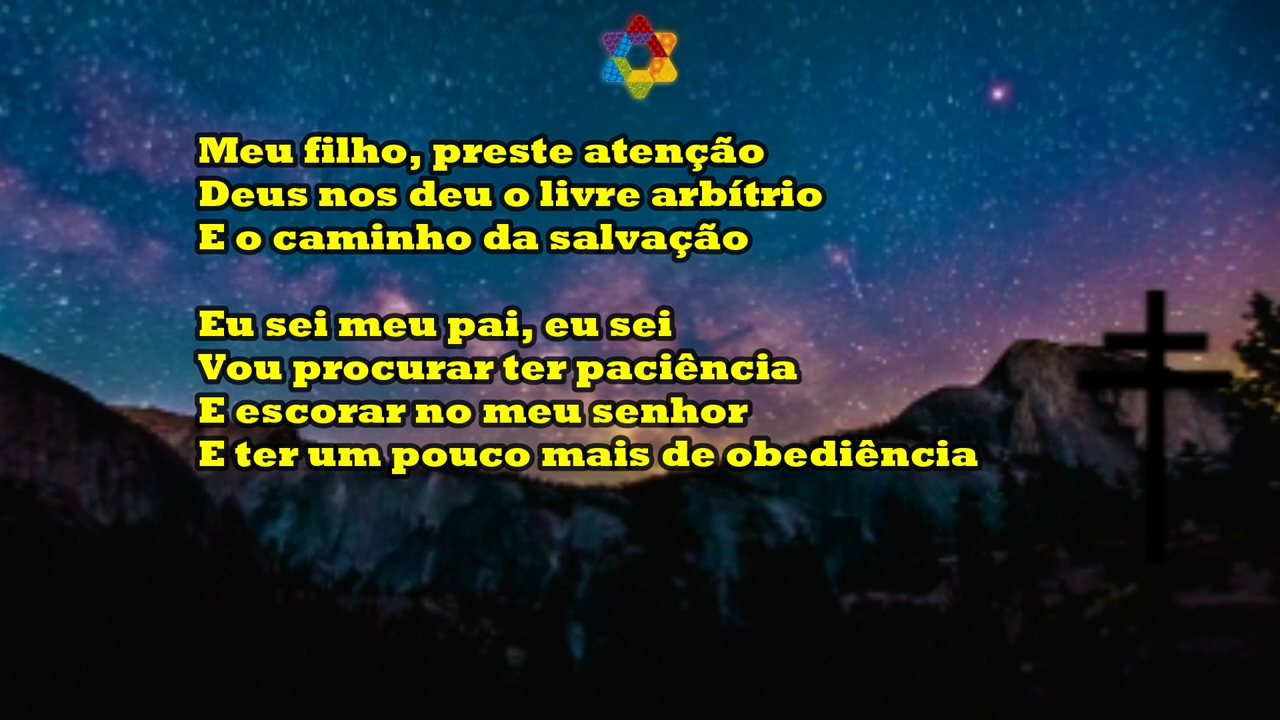 Meu filho, preste atenção
Deus nos deu o livre arbítrio
E o caminho da salvação
Eu sei meu pai, eu sei
Vou procurar ter paciência
E escorar no meu senhor
E ter um pouco mais de obediência